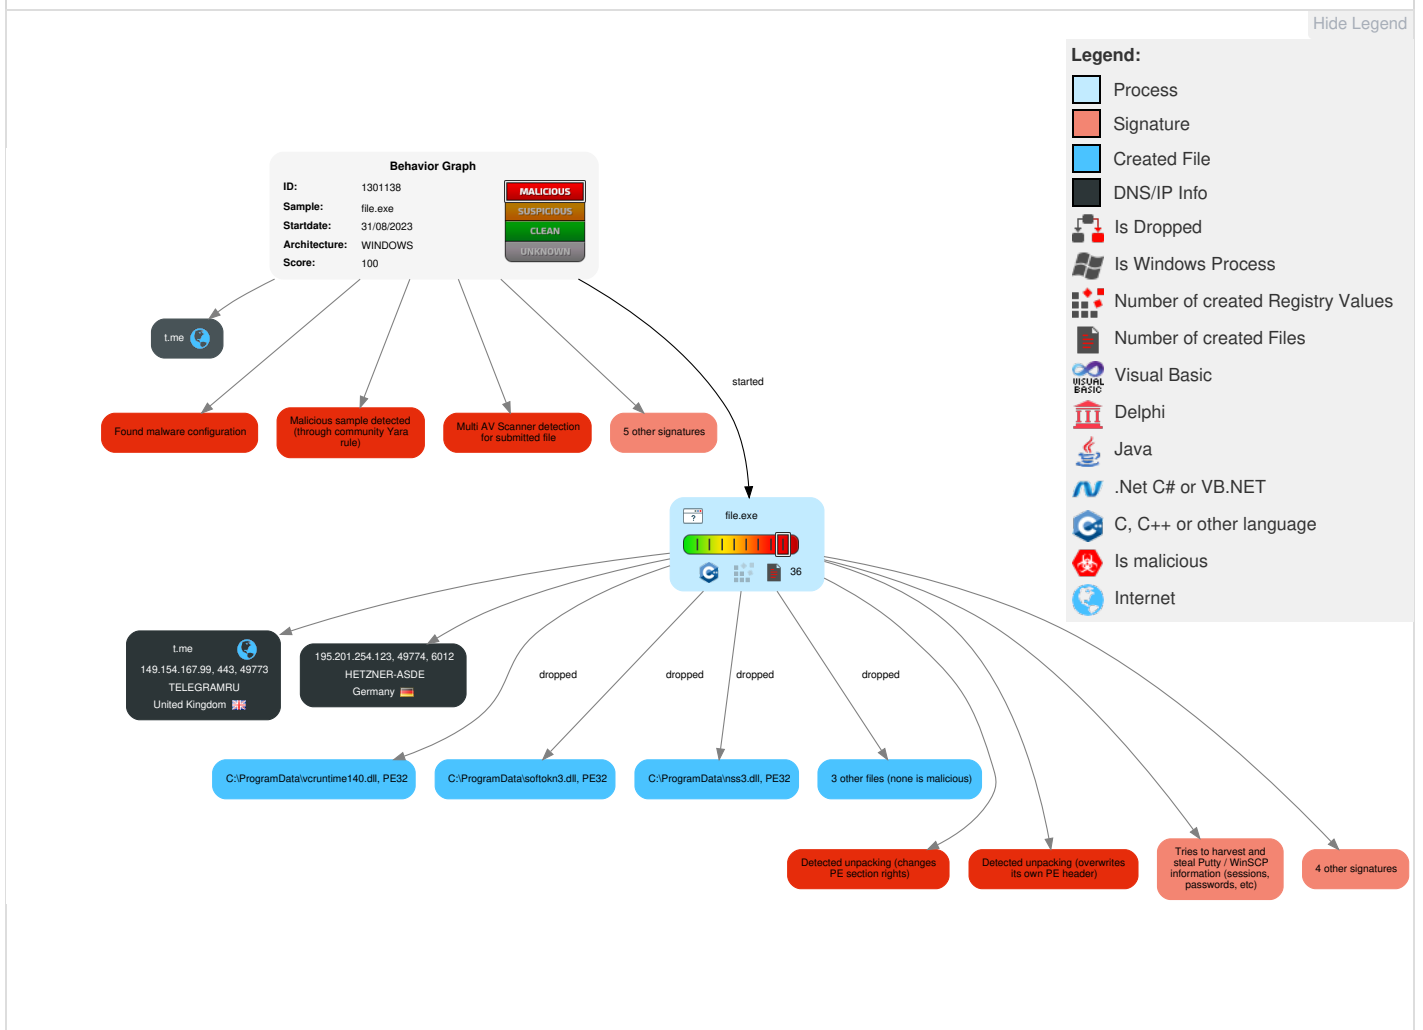 Hide Legend
Legend:
Process
Signature
Created File
DNS/IP Info
Is Dropped
Is Windows Process
Number of created Registry Values
Number of created Files
VISUAL
BASIC
Visual Basic
Delphi
Java
.Net C# or VB.NET
C, C++ or other language
Is malicious
Internet
Behavior Graph
ID: 1301138
Sample: file.exe
Startdate: 31/08/2023
Architecture: WINDOWS
Score: 100
MALICIOUS
SUSPICIOUS
CLEAN
UNKNOWN
t.me
started
Found malware configuration
Malicious sample detected
(through community Yara
rule)
Multi AV Scanner detection
for submitted file
5 other signatures
file.exe
36
t.me
149.154.167.99, 443, 49773
TELEGRAMRU
United Kingdom
195.201.254.123, 49774, 6012
HETZNER-ASDE
Germany
dropped
dropped
dropped
dropped
C:\ProgramData\vcruntime140.dll, PE32
C:\ProgramData\softokn3.dll, PE32
C:\ProgramData\nss3.dll, PE32
3 other files (none is malicious)
Detected unpacking (changes
PE section rights)
Detected unpacking (overwrites
its own PE header)
Tries to harvest and
steal Putty / WinSCP
information (sessions,
passwords, etc)
4 other signatures